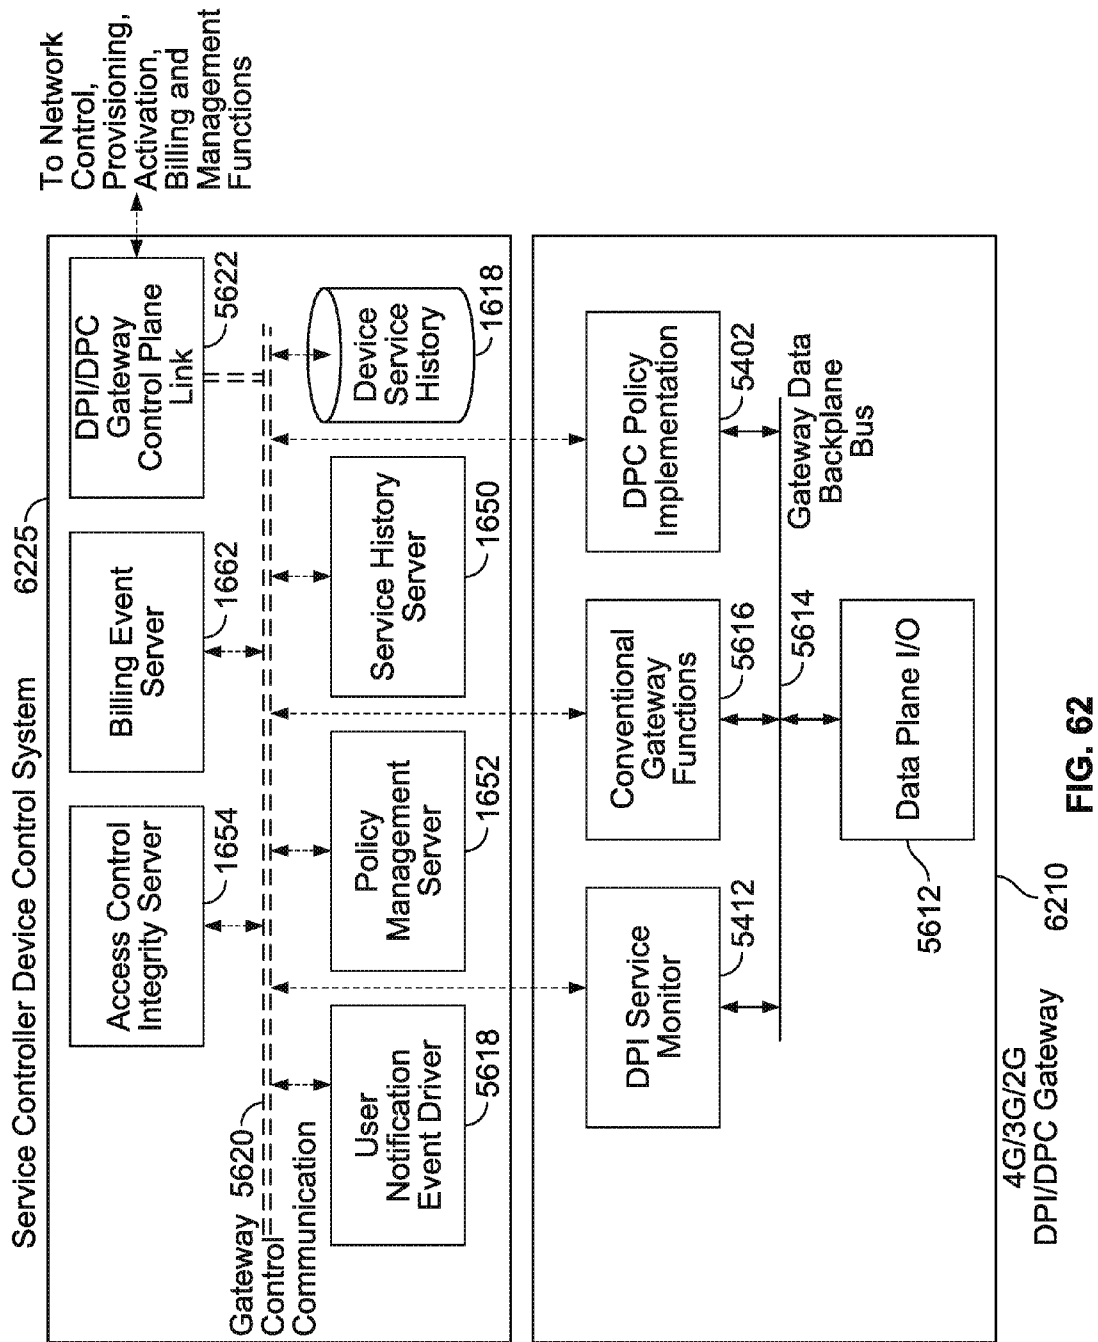 Service Controller Device Control System 6225
Access Control
Integrity Server
1654
Billing Event
Server
1662
DPI/DPC
Gateway
Control Plane
Link
5622
To Network
Control,
Provisioning,
Activation,
Billing and
Management
Functions
Gateway 5620
Control
Communication
User
Notification
Event Driver
5618
Policy
Management
Server
1652
Service History
Server
1650
Device
Service
History
1618
DPI Service
Monitor
5412
Conventional
Gateway
Functions
5616
DPC Policy
Implementation
5402
5614
Gateway Data
Backplane
Bus
Data Plane I/O
5612
4G/3G/2G
DPI/DPC Gateway 6210
FIG. 62